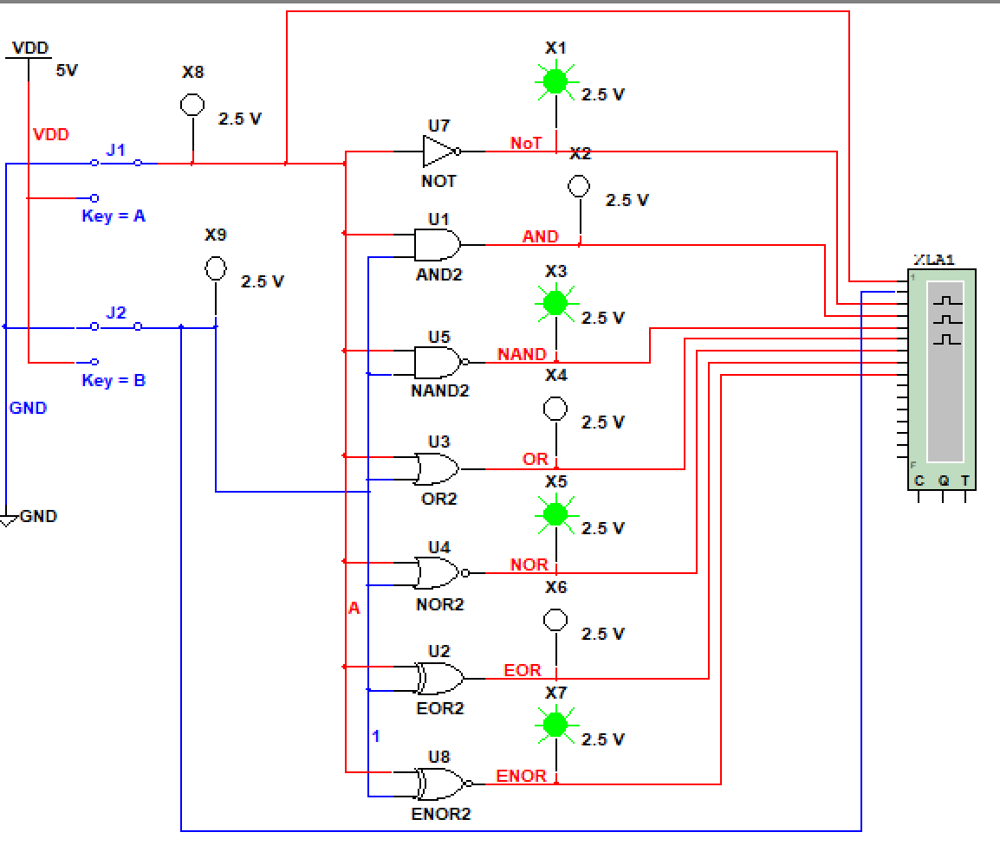 VDD
5V
X8
2.5 V
VDD
J1
Key = A
X9
2.5 V
J2
Key = B
GND
GND
X1
2.5 V
U7
NoT
NOT
X2
2.5 V
U1
AND
AND2
X3
2.5 V
U5
NAND
NAND2
X4
2.5 V
U3
OR
OR2
X5
2.5 V
U4
NOR
NOR2
A
X6
2.5 V
U2
EOR
EOR2
X7
2.5 V
1
U8
ENOR
ENOR2
XLA1
1
F
C Q T